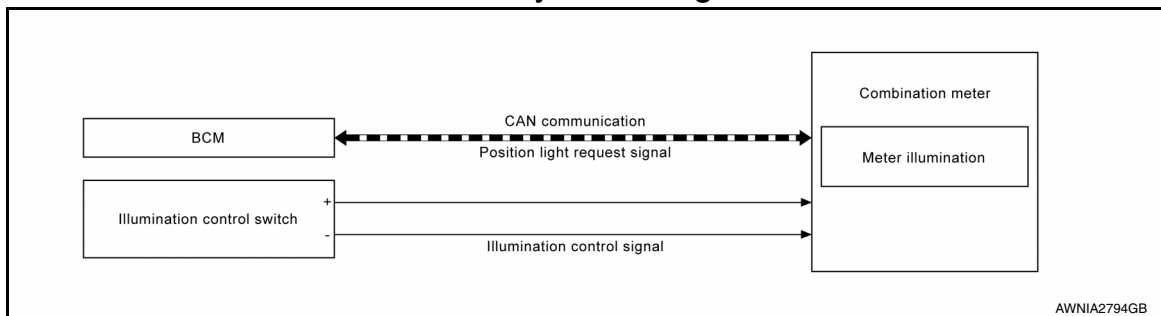 Combination meter
CAN communication
BCM
Position light request signal
Meter illumination
+
Illumination control switch
-
Illumination control signal
AWNIA2794GB